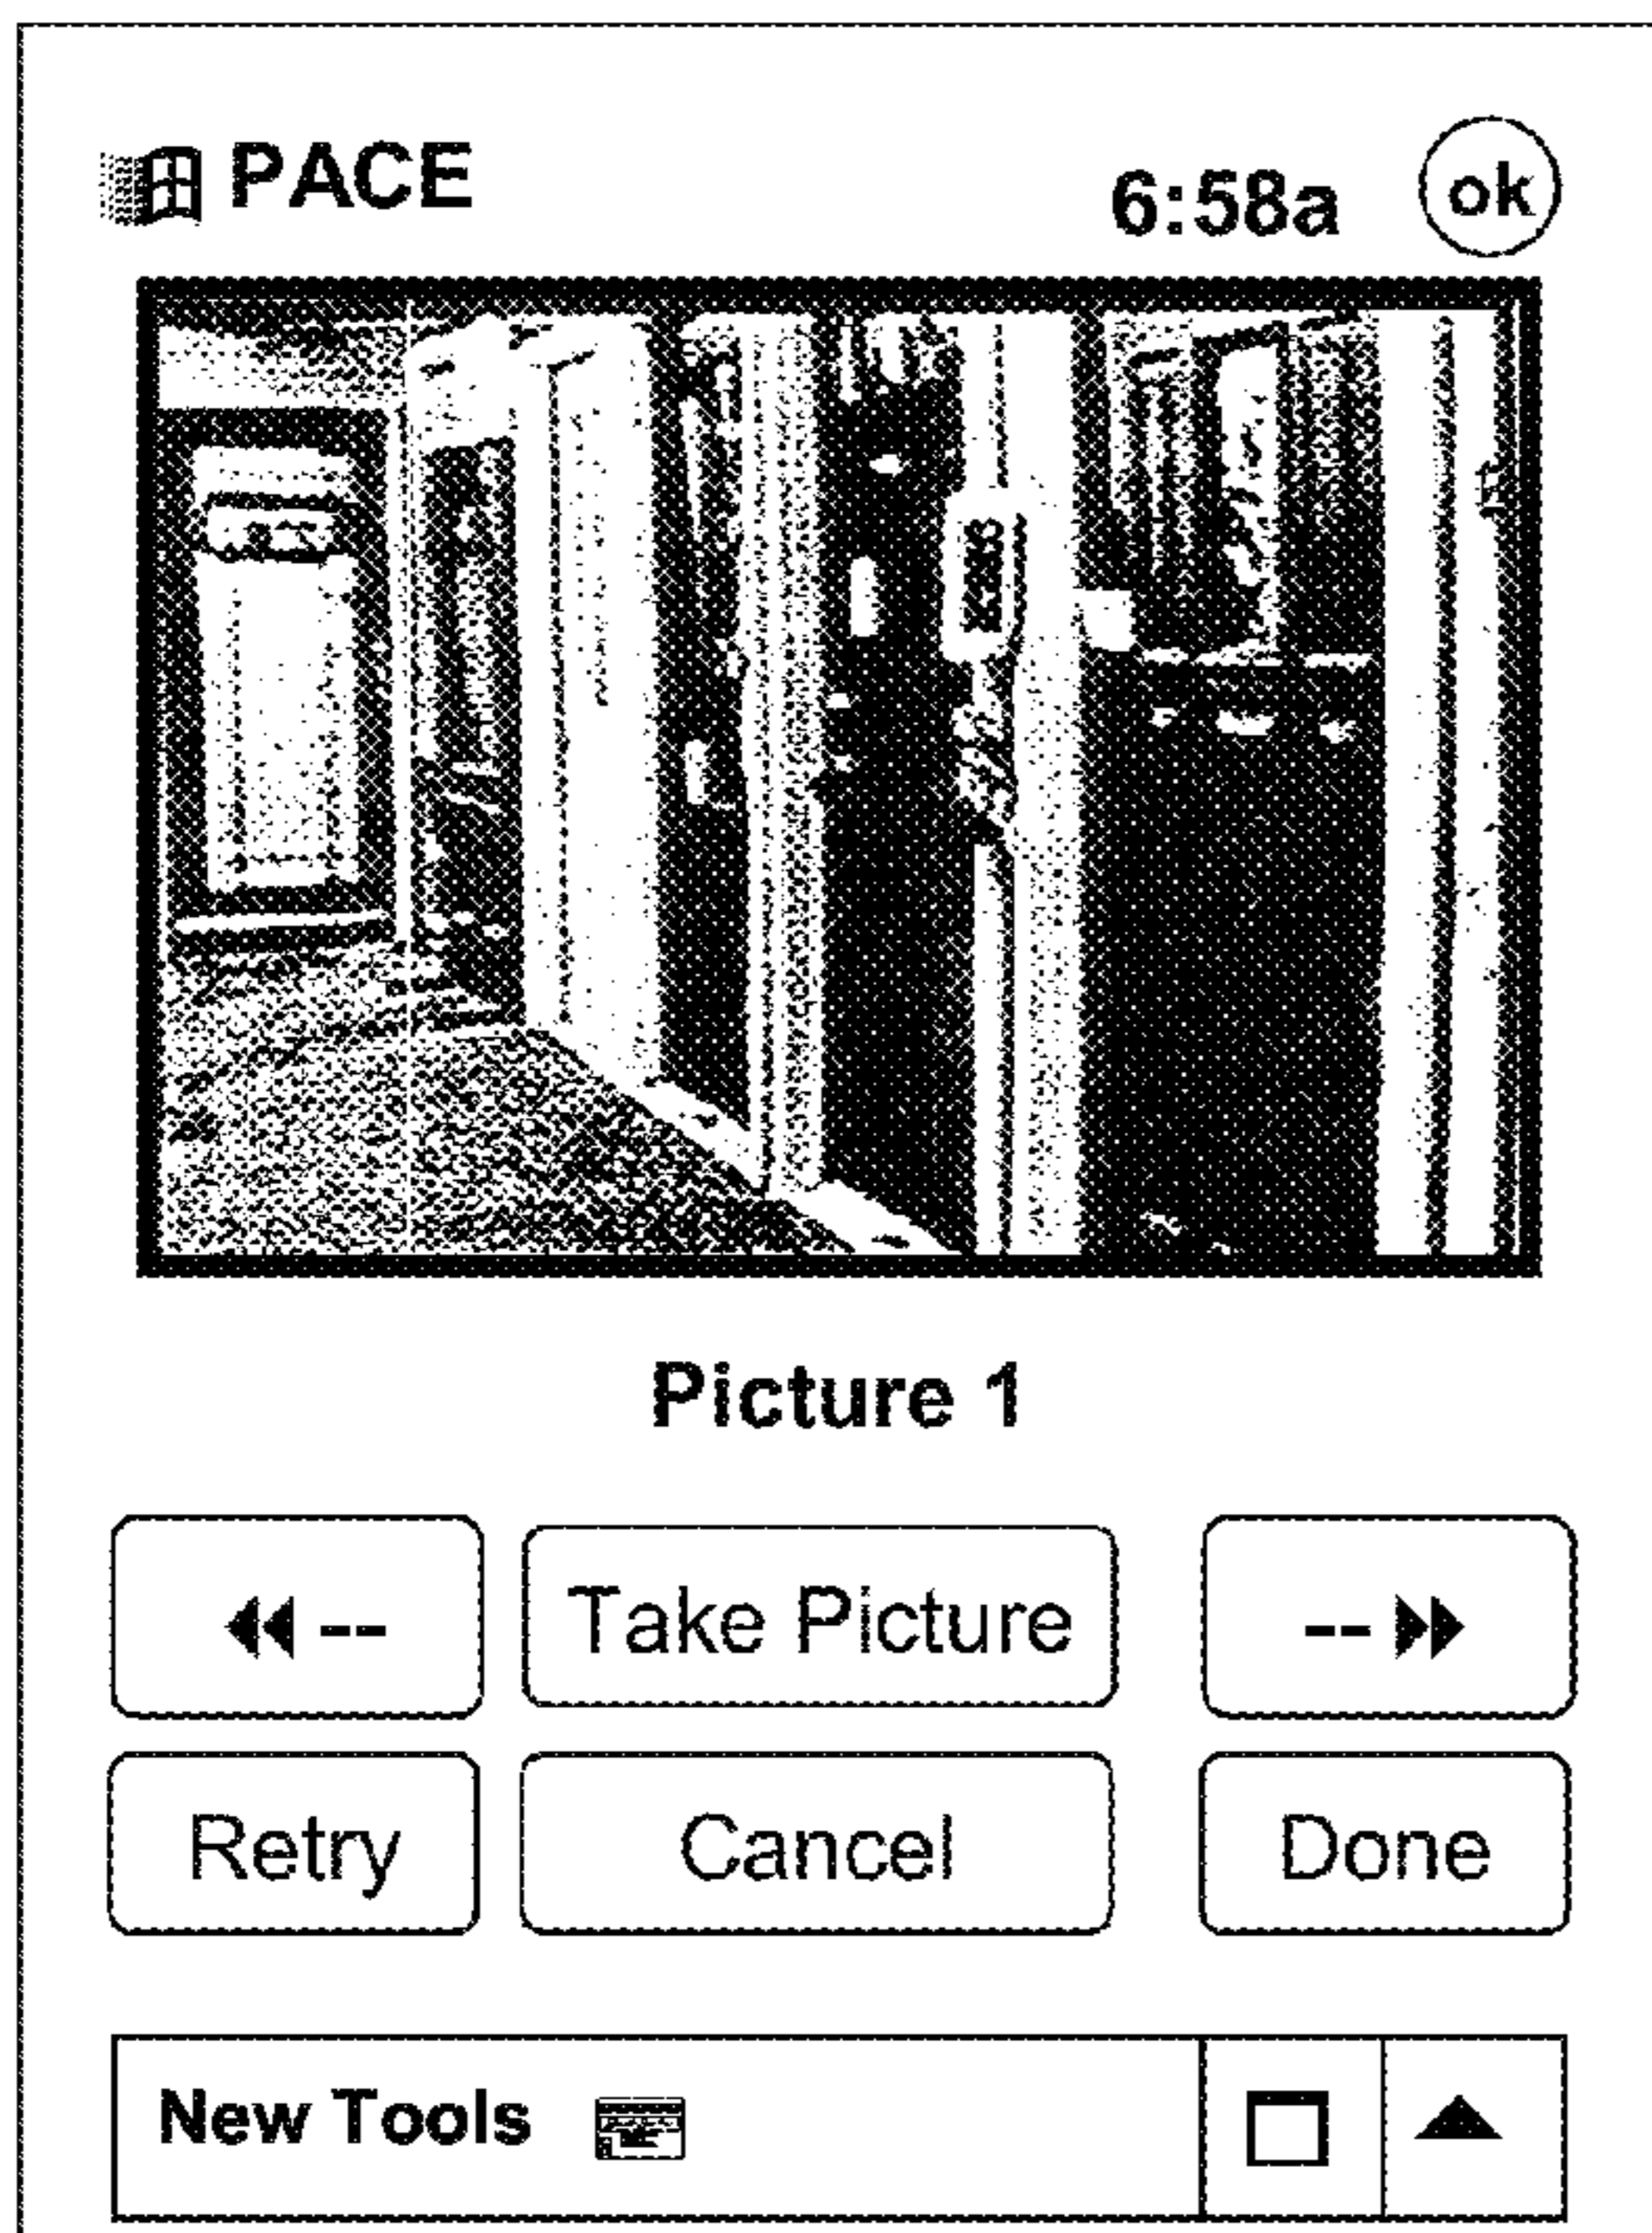 PACE 6:58a ok
Picture 1
◀◀ -- Take Picture -- ▶▶
Retry Cancel Done
New Tools